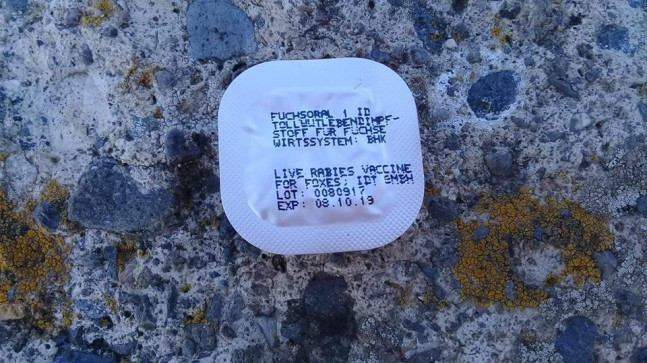 FUCHSORAL 1 ID
TOLLWUTLEBENDIMPF-
STOFF FÜR FÜCHSE
WIRTSSYSTEM: BHK
LIVE RABIES VACCINE
FOR FOXES; IDT GMBH
LOT: 0080917
EXP: 08.10.19